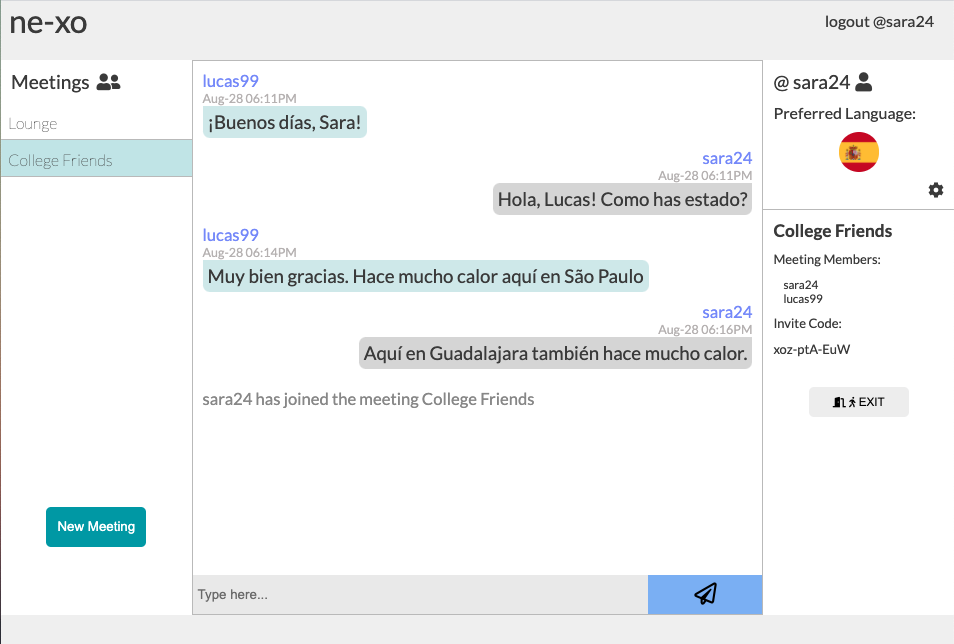 ne-xo
logout @sara24
Meetings
Lounge
College Friends
New Meeting
lucas99
Aug-28 06:11PM
¡Buenos días, Sara!
sara24
Aug-28 06:11PM
Hola, Lucas! Como has estado?
lucas99
Aug-28 06:14PM
Muy bien gracias. Hace mucho calor aquí en São Paulo
sara24
Aug-28 06:16PM
Aquí en Guadalajara también hace mucho calor.
sara24 has joined the meeting College Friends
Type here...
@ sara24
Preferred Language:
College Friends
Meeting Members:
sara24
lucas99
Invite Code:
xoz-ptA-EuW
EXIT